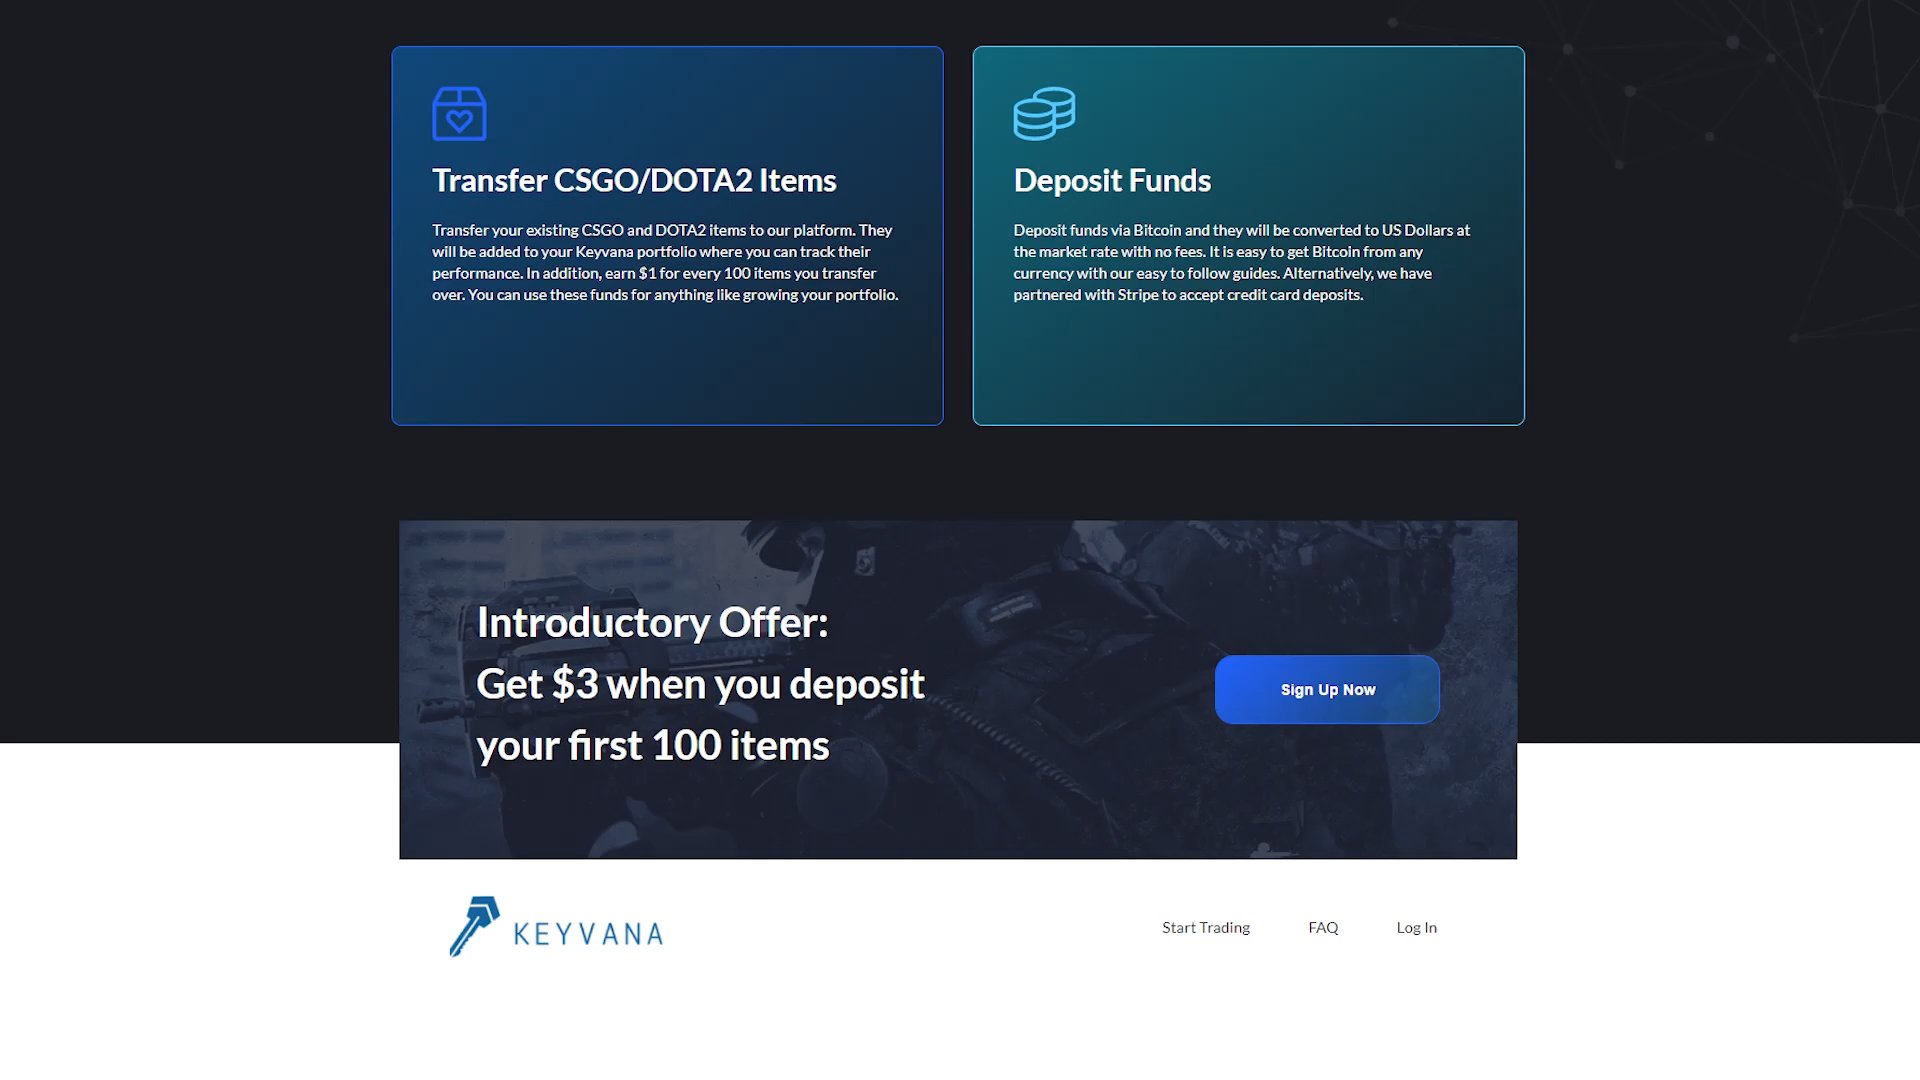 Transfer CSGO/DOTA2 Items
Transfer your existing CSGO and DOTA2 items to our platform. They
will be added to your Keyvana portfolio where you can track their
performance. In addition, earn $1 for every 100 items you transfer
over. You can use these funds for anything like growing your portfolio.
Deposit Funds
Deposit funds via Bitcoin and they will be converted to US Dollars at
the market rate with no fees. It is easy to get Bitcoin from any
currency with our easy to follow guides. Alternatively, we have
partnered with Stripe to accept credit card deposits.
Introductory Offer:
Get $3 when you deposit
your first 100 items
Sign Up Now
KEYVANA
Start Trading
FAQ
Log In